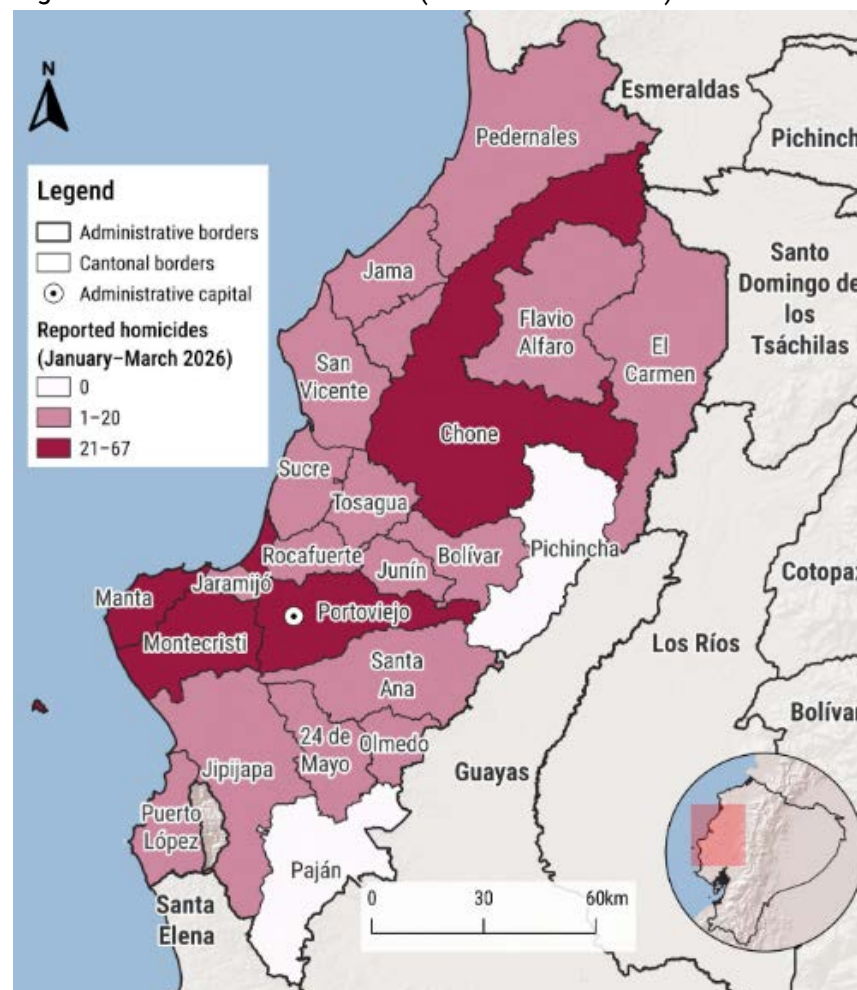 N
Esmeraldas
Pedernales
Legend
Administrative borders
Cantonal borders
Administrative capital
Reported homicides
(January–March 2026)
0
1–20
21–67
Jama
Santo
Domingo de
los
Tsáchilas
Flavio
Alfaro
El
Carmen
San
Vicente
Chone
Sucre
Tosagua
Rocafuerte
Bolívar
Pichincha
Junín
Jaramijó
Manta
Portoviejo
Montecristi
Los Ríos
Santa
Ana
24 de
Mayo
Olmedo
Jipijapa
Guayas
Puerto
López
Paján
Santa
Elena
0 30 60km